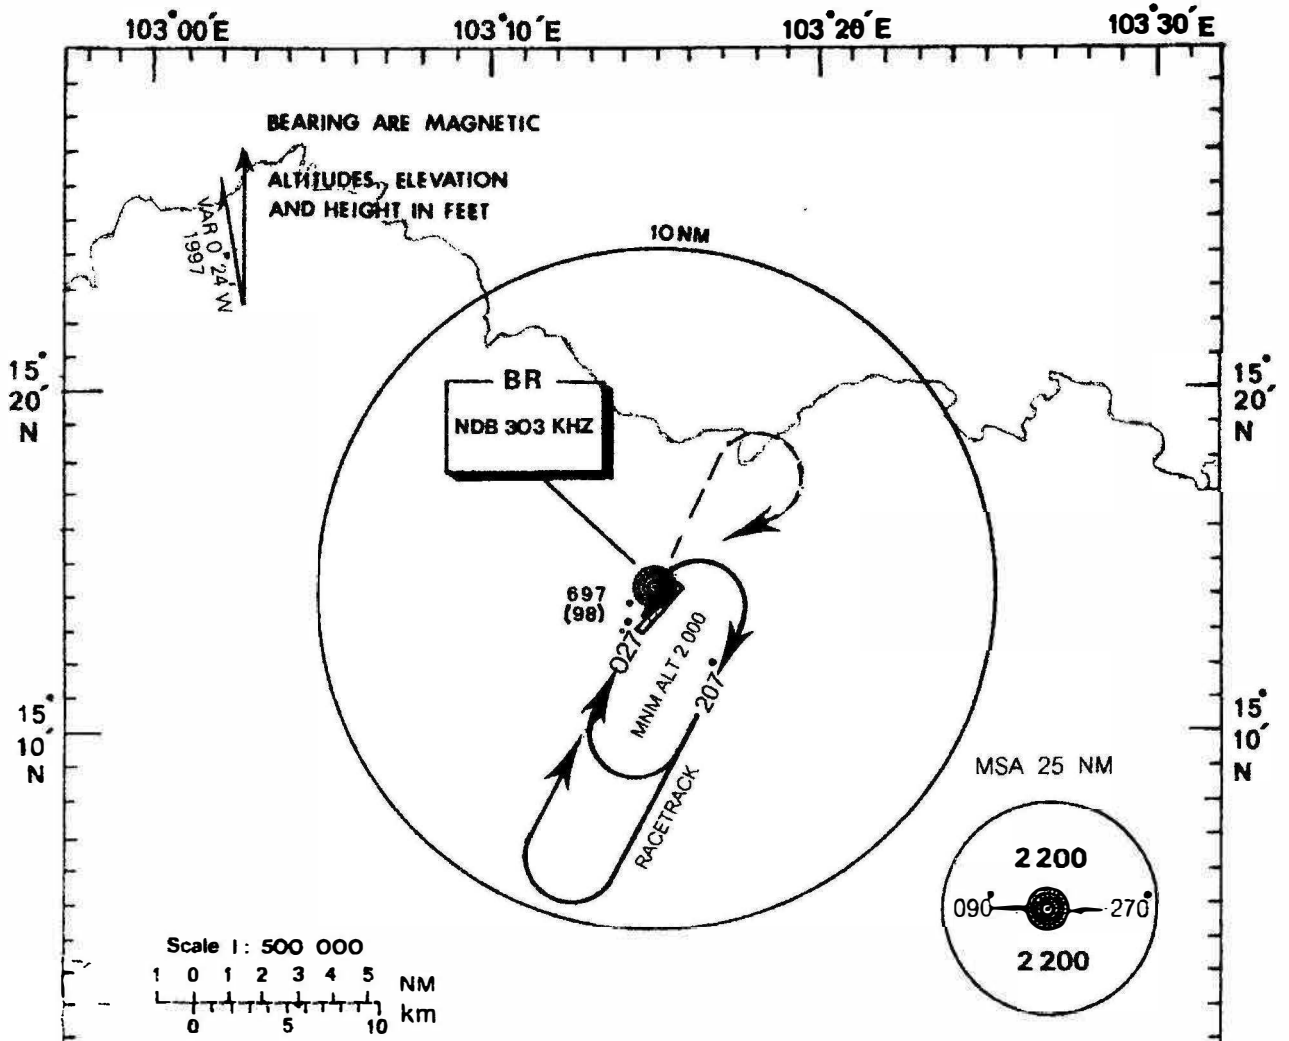 103°00′E 103°10′E 103°20′E 103°30′E
BEARING ARE MAGNETIC
ALTITUDES, ELEVATION
AND HEIGHT IN FEET
VAR 0°24′W
1997
10 NM
15°
20′
N
15°
20′
N
BR
NDB 303 KHZ
697
(98)
027°
MNM ALT 2 000
207°
RACETRACK
15°
10′
N
15°
10′
N
MSA 25 NM
2 200
090° 270°
2 200
Scale 1: 500 000
1 0 1 2 3 4 5 NM
0 5 10 km